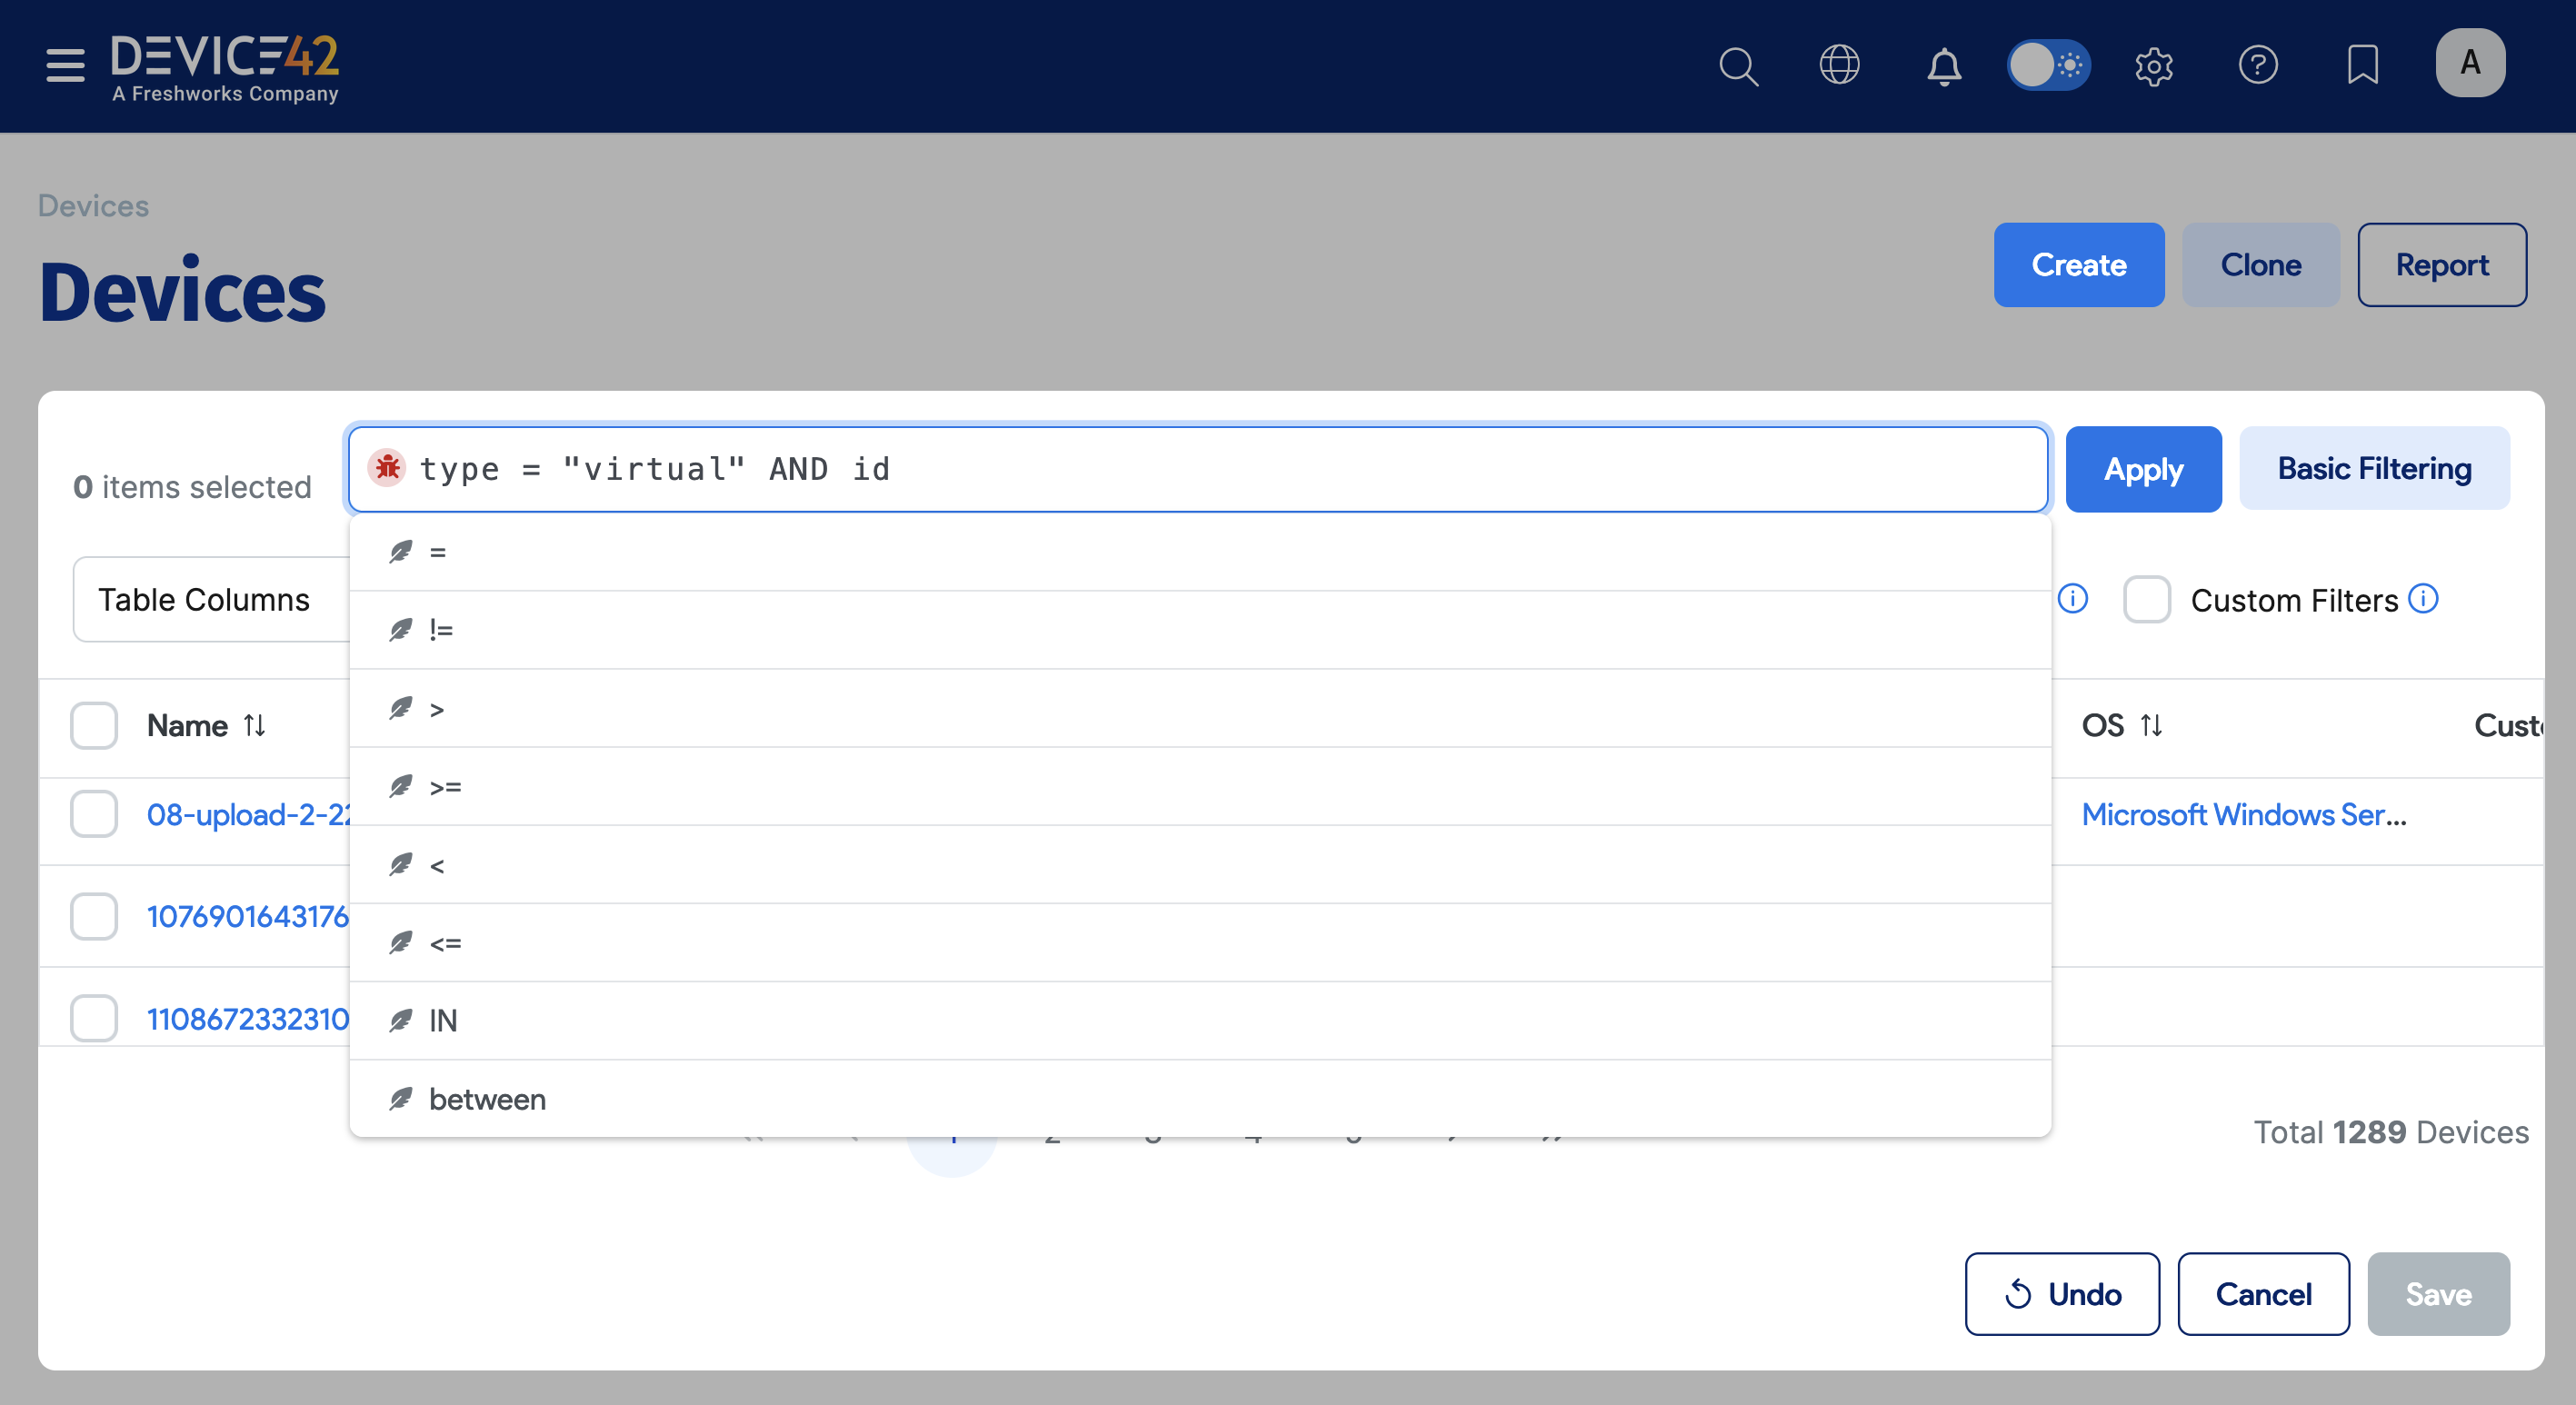 DEVICE42
A Freshworks Company
A
Devices
Devices
Create
Clone
Report
0 items selected
type = "virtual" AND id
Apply
Basic Filtering
=
!=
>
>=
<
<=
IN
between
Table Columns
Custom Filters
Name
OS
08-upload-2-22
Microsoft Windows Ser...
1076901643176
1108672332310
Total 1289 Devices
Undo
Cancel
Save